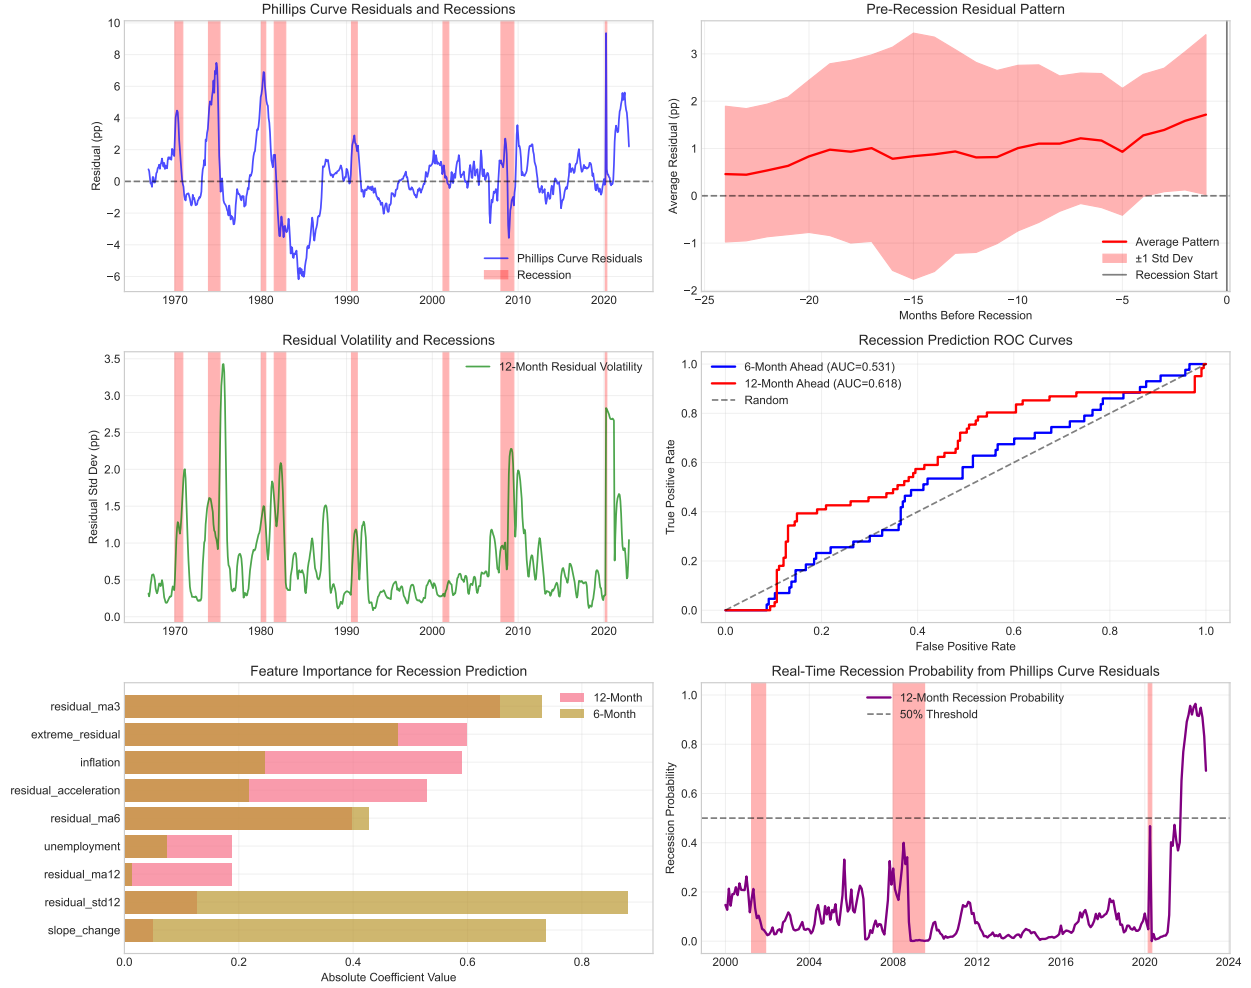 Phillips Curve Residuals and Recessions
10
8
6
4
2
0
−2
−4
−6
Residual (pp)
Phillips Curve Residuals
Recession
1970
1980
1990
2000
2010
2020
Pre-Recession Residual Pattern
3
2
1
0
−1
−2
Average Residual (pp)
Average Pattern
±1 Std Dev
Recession Start
−25
−20
−15
−10
−5
0
Months Before Recession
Residual Volatility and Recessions
3.5
3.0
2.5
2.0
1.5
1.0
0.5
0.0
Residual Std Dev (pp)
12-Month Residual Volatility
1970
1980
1990
2000
2010
2020
Recession Prediction ROC Curves
1.0
0.8
0.6
0.4
0.2
0.0
True Positive Rate
6-Month Ahead (AUC=0.531)
12-Month Ahead (AUC=0.618)
Random
0.0
0.2
0.4
0.6
0.8
1.0
False Positive Rate
Feature Importance for Recession Prediction
residual_ma3
extreme_residual
inflation
residual_acceleration
residual_ma6
unemployment
residual_ma12
residual_std12
slope_change
12-Month
6-Month
0.0
0.2
0.4
0.6
0.8
Absolute Coefficient Value
Real-Time Recession Probability from Phillips Curve Residuals
1.0
0.8
0.6
0.4
0.2
0.0
Recession Probability
12-Month Recession Probability
50% Threshold
2000
2004
2008
2012
2016
2020
2024